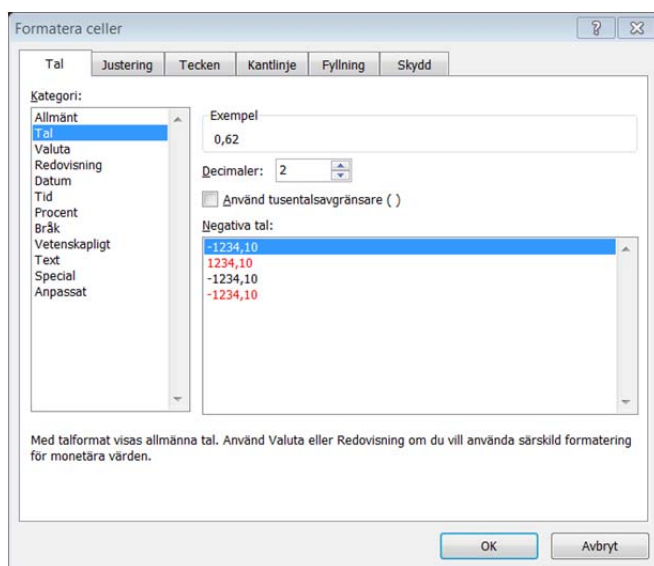 Formatera celler
Tal Justering Tecken Kantlinje Fyllning Skydd
Kategori:
Allmänt
Tal
Valuta
Redovisning
Datum
Tid
Procent
Bråk
Vetenskapligt
Text
Special
Anpassat
Exempel
0,62
Decimaler: 2
Använd tusentalsavgränsare ( )
Negativa tal:
-1234,10
1234,10
-1234,10
-1234,10
Med talformat visas allmänna tal. Använd Valuta eller Redovisning om du vill använda särskild formatering
för monetära värden.
OK Avbryt